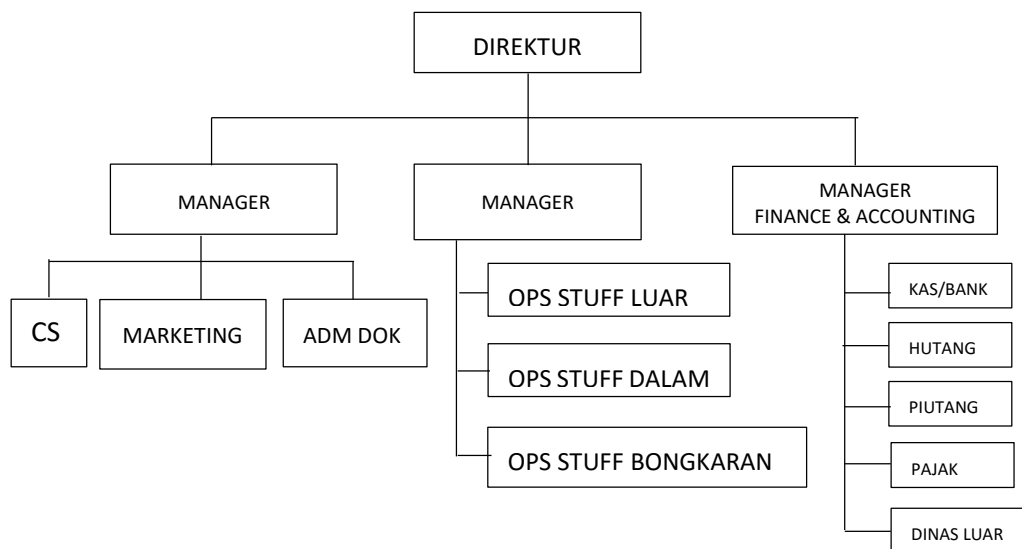 DIREKTUR
MANAGER
MANAGER
MANAGER
FINANCE & ACCOUNTING
CS
MARKETING
ADM DOK
OPS STUFF LUAR
OPS STUFF DALAM
OPS STUFF BONGKARAN
KAS/BANK
HUTANG
PIUTANG
PAJAK
DINAS LUAR